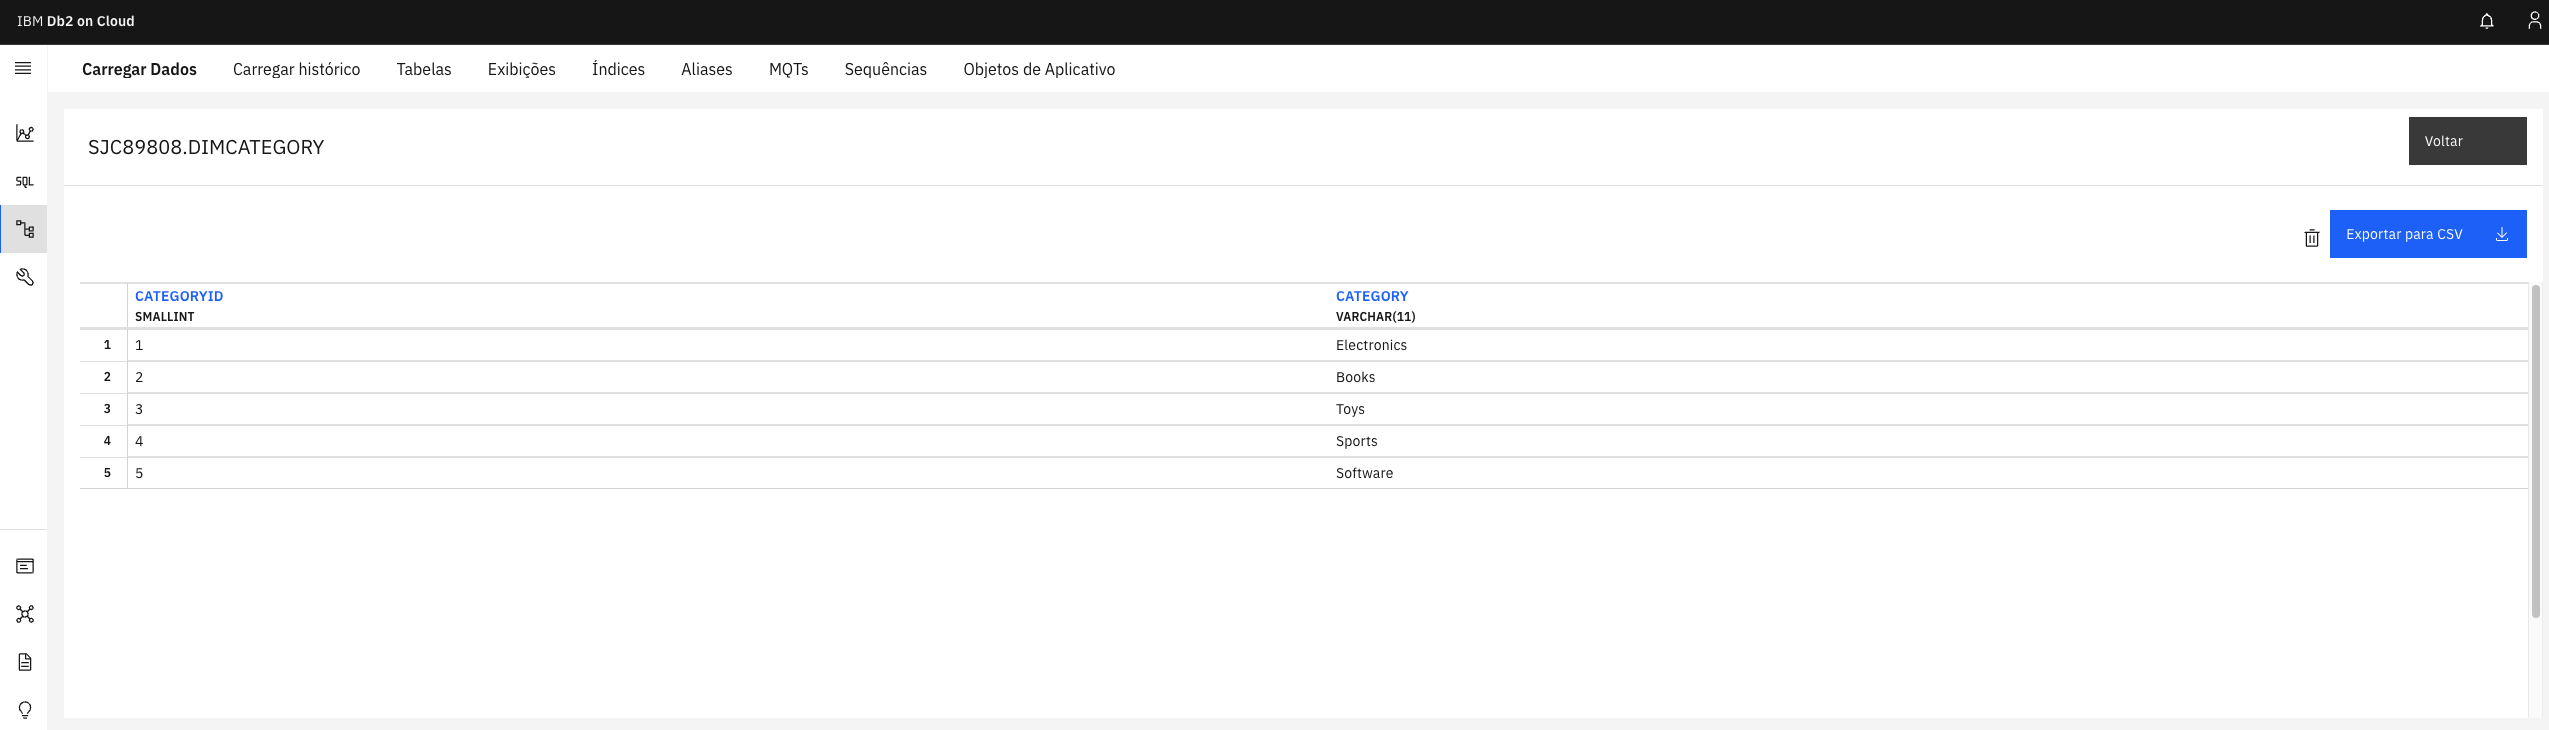 IBM Db2 on Cloud
Carregar Dados Carregar histórico Tabelas Exibições Índices Aliases MQTs Sequências Objetos de Aplicativo
SJC89808.DIMCATEGORY
Voltar
SQL
Exportar para CSV
CATEGORYID CATEGORY
SMALLINT VARCHAR(11)
1 1 Electronics
2 2 Books
3 3 Toys
4 4 Sports
5 5 Software